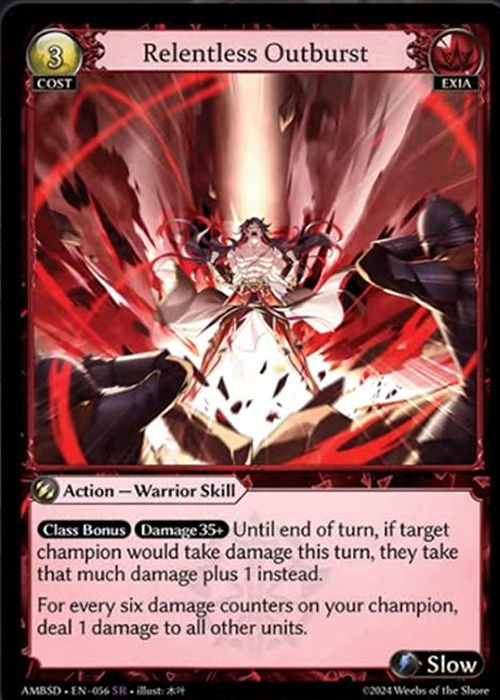 3
COST
Relentless Outburst
EXIA
Action — Warrior Skill
Class Bonus Damage 35+ Until end of turn, if target
champion would take damage this turn, they take
that much damage plus 1 instead.
For every six damage counters on your champion,
deal 1 damage to all other units.
Slow
AMBSD • EN-056 SR • illust: 木叶
©2024 Weebs of the Shore